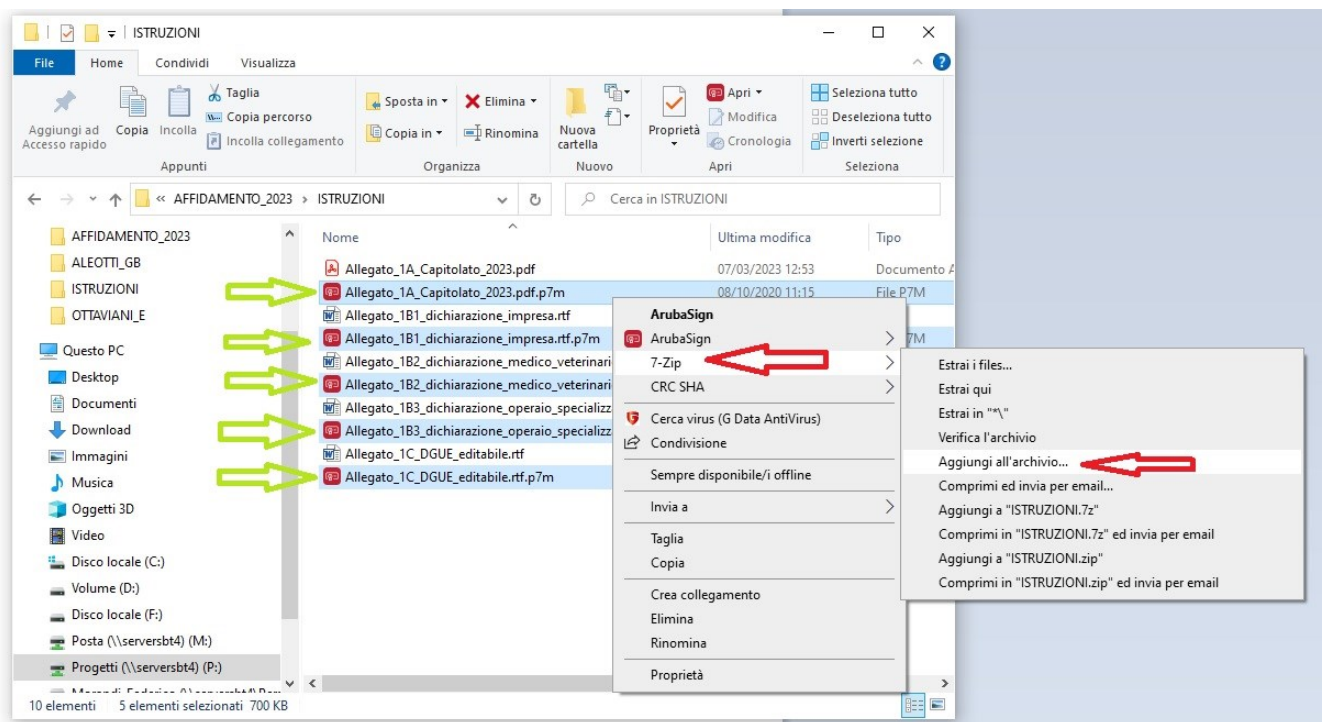 ISTRUZIONI
File Home Condividi Visualizza
Aggiungi ad Accesso rapido
Copia
Incolla
Taglia
Copia percorso
Incolla collegamento
Appunti
Sposta in
Copia in
Elimina
Rinomina
Organizza
Nuova cartella
Nuovo
Proprietà
Apri
Modifica
Cronologia
Apri
Seleziona tutto
Deseleziona tutto
Inverti selezione
Seleziona
« AFFIDAMENTO_2023 > ISTRUZIONI
Cerca in ISTRUZIONI
AFFIDAMENTO_2023
ALEOTTI_GB
ISTRUZIONI
OTTAVIANI_E
Questo PC
Desktop
Documenti
Download
Immagini
Musica
Oggetti 3D
Video
Disco locale (C:)
Volume (D:)
Disco locale (F:)
Posta (\\serversbt4) (M:)
Progetti (\\serversbt4) (P:)
Nome Ultima modifica Tipo
Allegato_1A_Capitolato_2023.pdf 07/03/2023 12:53 Documento A
Allegato_1A_Capitolato_2023.pdf.p7m 08/10/2020 11:15 File P7M
Allegato_1B1_dichiarazione_impresa.rtf
Allegato_1B1_dichiarazione_impresa.rtf.p7m 7M
Allegato_1B2_dichiarazione_medico_veterinari
Allegato_1B2_dichiarazione_medico_veterinari
Allegato_1B3_dichiarazione_operaio_specializz
Allegato_1B3_dichiarazione_operaio_specializz
Allegato_1C_DGUE_editabile.rtf
Allegato_1C_DGUE_editabile.rtf.p7m
ArubaSign
ArubaSign
7-Zip
CRC SHA
Cerca virus (G Data AntiVirus)
Condivisione
Sempre disponibile/i offline
Invia a
Taglia
Copia
Crea collegamento
Elimina
Rinomina
Proprietà
Estrai i files...
Estrai qui
Estrai in "*\"
Verifica l'archivio
Aggiungi all'archivio...
Comprimi ed invia per email...
Aggiungi a "ISTRUZIONI.7z"
Comprimi in "ISTRUZIONI.7z" ed invia per email
Aggiungi a "ISTRUZIONI.zip"
Comprimi in "ISTRUZIONI.zip" ed invia per email
10 elementi 5 elementi selezionati 700 KB